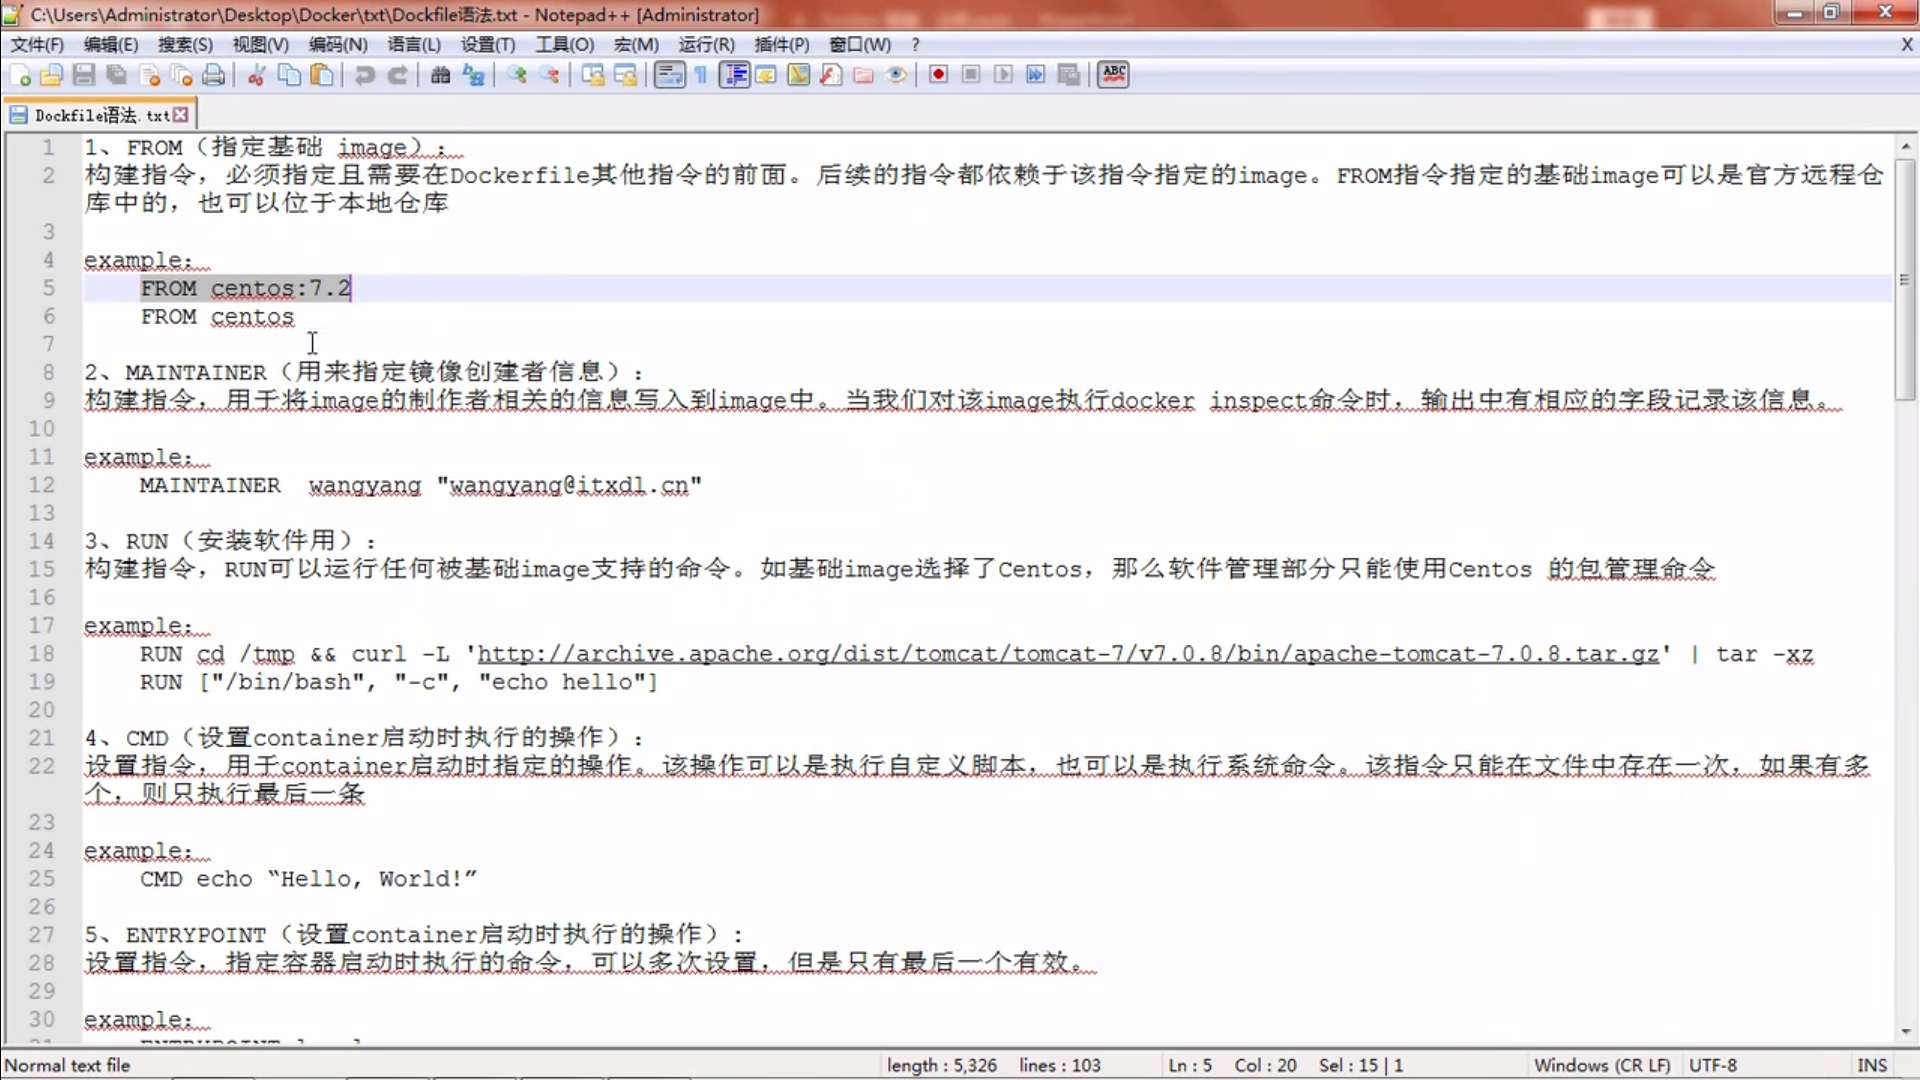 C:\Users\Administrator\Desktop\Docker\txt\Dockfile语法.txt - Notepad++ [Administrator]
文件(F) 编辑(E) 搜索(S) 视图(V) 编码(N) 语言(L) 设置(T) 工具(O) 宏(M) 运行(R) 插件(P) 窗口(W) ? X
ABC
Dockfile语法.txt
1 1、FROM（指定基础 image）：
2 构建指令，必须指定且需要在Dockerfile其他指令的前面。后续的指令都依赖于该指令指定的image。FROM指令指定的基础image可以是官方远程仓
库中的，也可以位于本地仓库
3
4 example：
5 FROM centos:7.2
6 FROM centos
7
8 2、MAINTAINER（用来指定镜像创建者信息）：
9 构建指令，用于将image的制作者相关的信息写入到image中。当我们对该image执行docker inspect命令时，输出中有相应的字段记录该信息。
10
11 example：
12 MAINTAINER  wangyang "wangyang@itxdl.cn"
13
14 3、RUN（安装软件用）：
15 构建指令，RUN可以运行任何被基础image支持的命令。如基础image选择了Centos，那么软件管理部分只能使用Centos 的包管理命令
16
17 example：
18 RUN cd /tmp && curl -L 'http://archive.apache.org/dist/tomcat/tomcat-7/v7.0.8/bin/apache-tomcat-7.0.8.tar.gz' | tar -xz
19 RUN ["/bin/bash", "-c", "echo hello"]
20
21 4、CMD（设置container启动时执行的操作）：
22 设置指令，用于container启动时指定的操作。该操作可以是执行自定义脚本，也可以是执行系统命令。该指令只能在文件中存在一次，如果有多
个，则只执行最后一条
23
24 example：
25 CMD echo “Hello, World!”
26
27 5、ENTRYPOINT（设置container启动时执行的操作）：
28 设置指令，指定容器启动时执行的命令，可以多次设置，但是只有最后一个有效。
29
30 example：
Normal text file length : 5,326 lines : 103 Ln : 5 Col : 20 Sel : 15 | 1 Windows (CR LF) UTF-8 INS